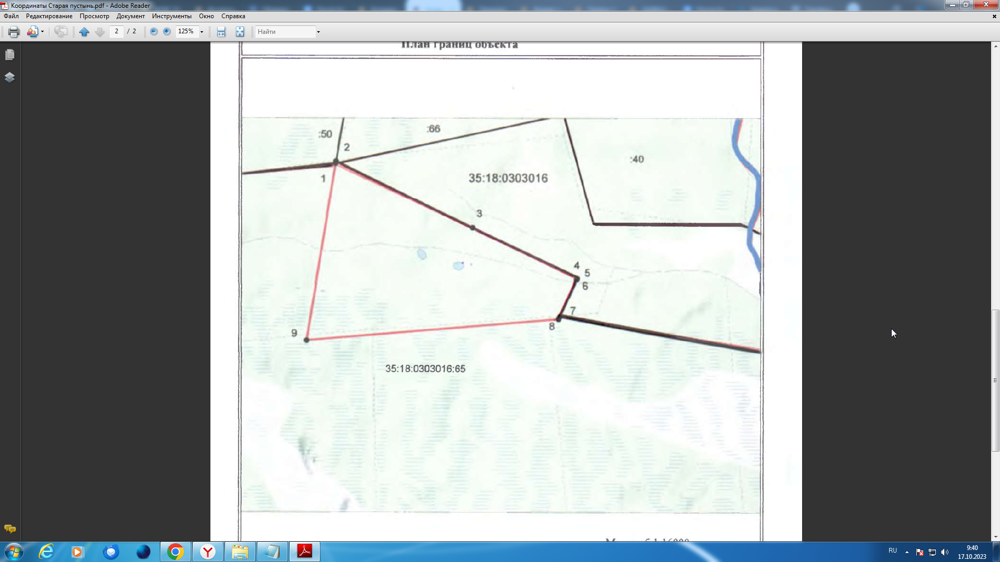 Координаты Старая пустынь.pdf - Adobe Reader
Файл Редактирование Просмотр Документ Инструменты Окно Справка
2 / 2 125% Найти
План границ объекта
:50 :66
2
:40
1 35:18:0303016
3
4
5
6
7
8
9
35:18:0303016:65
RU 9:40
17.10.2023